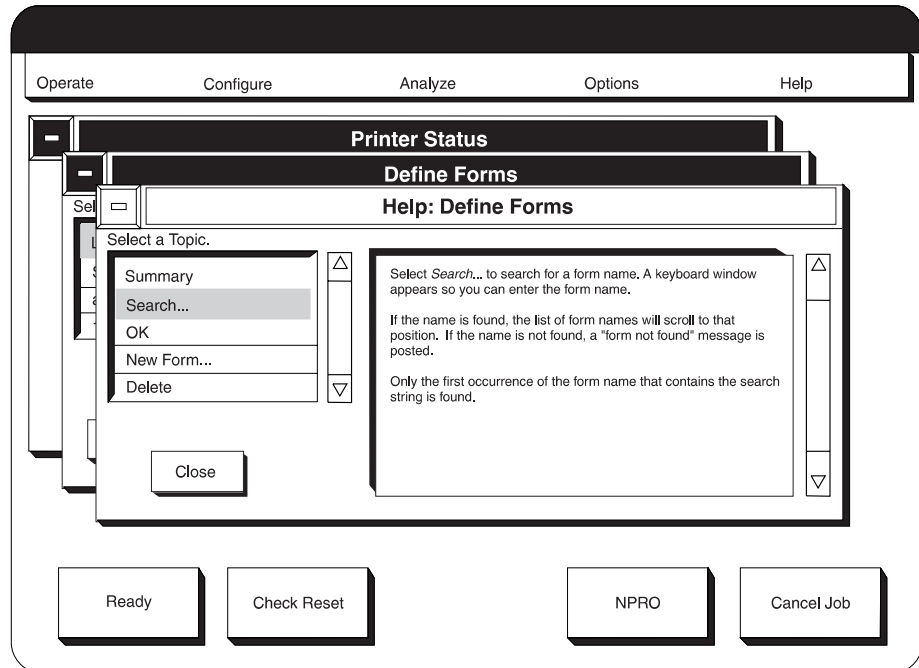 Operate Configure Analyze Options Help
Printer Status
Define Forms
Help: Define Forms
Select a Topic.
Summary
Search...
OK
New Form...
Delete
Select Search... to search for a form name. A keyboard window
appears so you can enter the form name.
If the name is found, the list of form names will scroll to that
position. If the name is not found, a "form not found" message is
posted.
Only the first occurrence of the form name that contains the search
string is found.
Close
Ready Check Reset NPRO Cancel Job